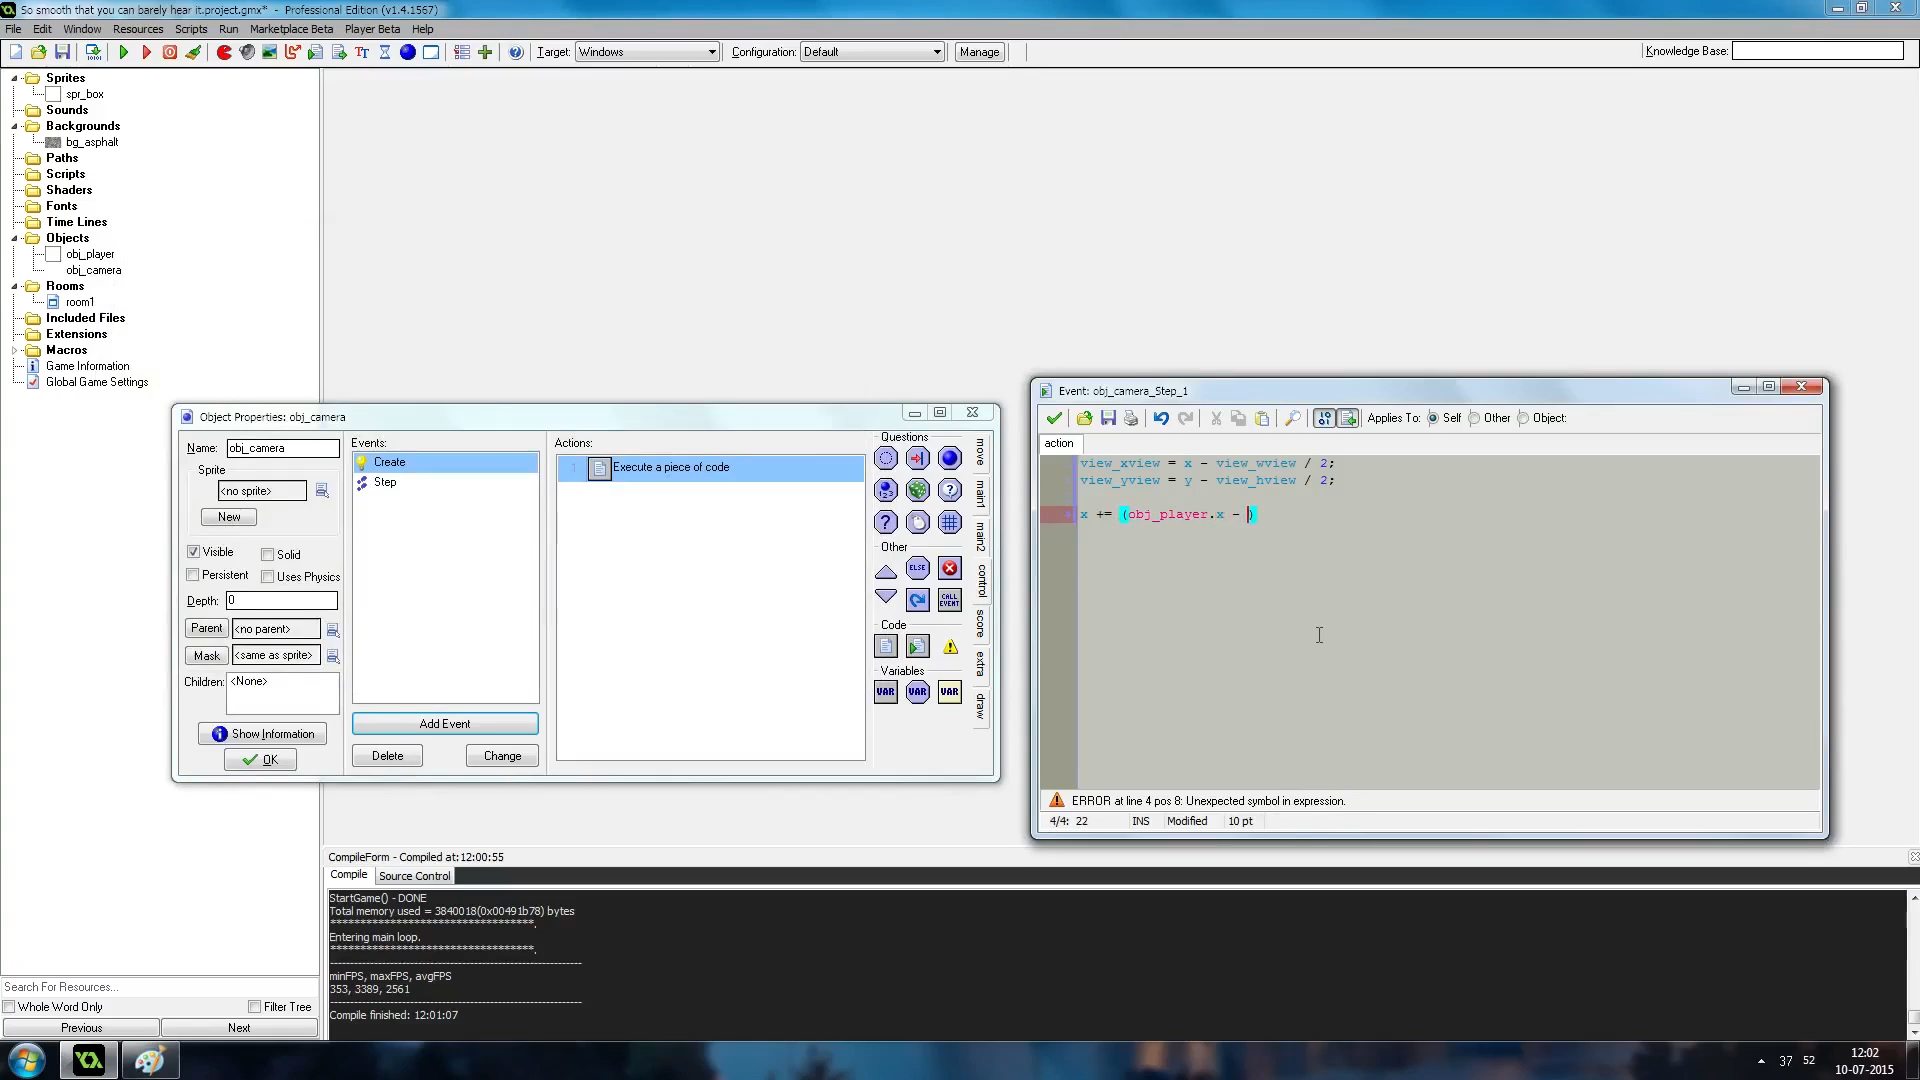 So smooth that you can barely hear it.project.gmx* - Professional Edition (v1.4.1567)
File Edit Window Resources Scripts Run Marketplace Beta Player Beta Help
Target: Windows Configuration: Default Manage Knowledge Base:
Sprites
spr_box
Sounds
Backgrounds
bg_asphalt
Paths
Scripts
Shaders
Fonts
Time Lines
Objects
obj_player
obj_camera
Rooms
room1
Included Files
Extensions
Macros
Game Information
Global Game Settings
Search For Resources...
Whole Word Only Filter Tree
Previous Next
Object Properties: obj_camera
Name: obj_camera
Sprite
<no sprite>
New
Visible Solid
Persistent Uses Physics
Depth: 0
Parent <no parent>
Mask <same as sprite>
Children: <None>
Show Information
OK
Events:
Create
Step
Add Event
Delete Change
Actions:
1 Execute a piece of code
Questions
Other
ELSE
CALL EVENT
Code
Variables
VAR VAR VAR
move
main1
main2
control
score
extra
draw
Event: obj_camera_Step_1
Applies To: Self Other Object:
action
view_xview = x - view_wview / 2;
view_yview = y - view_hview / 2;
x += (obj_player.x - )
ERROR at line 4 pos 8: Unexpected symbol in expression.
4/4: 22 INS Modified 10 pt
CompileForm - Compiled at:12:00:55
Compile Source Control
StartGame() - DONE
Total memory used = 3840018(0x00491b78) bytes
**********************************.
Entering main loop.
**********************************.
minFPS, maxFPS, avgFPS
353, 3389, 2561
Compile finished: 12:01:07
37 52
12:02
10-07-2015